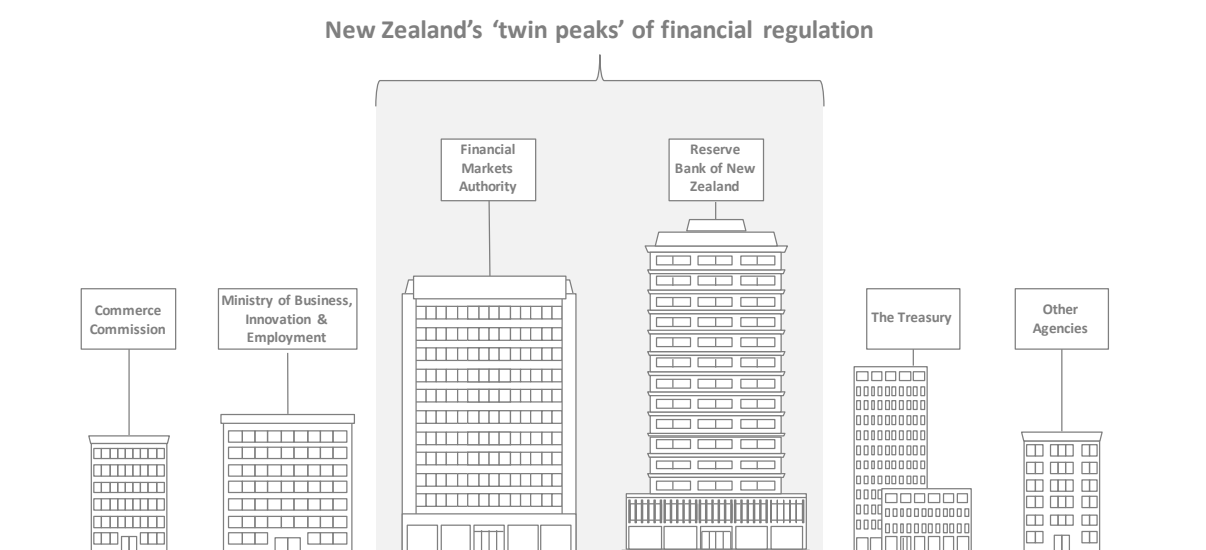 New Zealand's ‘twin peaks’ of financial regulation
Financial
Markets
Authority
Reserve
Bank of New
Zealand
Commerce
Commission
Ministry of Business,
Innovation &
Employment
The Treasury
Other
Agencies